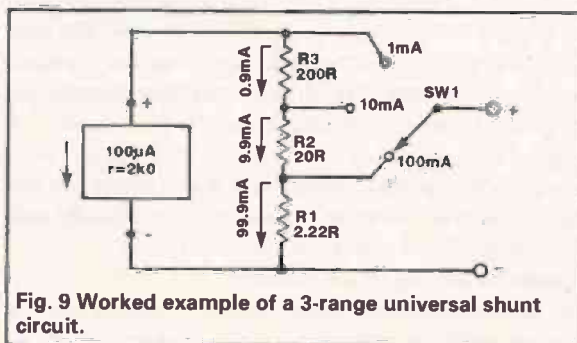 1mA
R3
200R
0.9mA
SW1
+
+
10mA
9.9mA
R2
20R
100µA
r=2k0
100mA
99.9mA
R1
2.22R
-
-
Fig. 9 Worked example of a 3-range universal shunt
circuit.